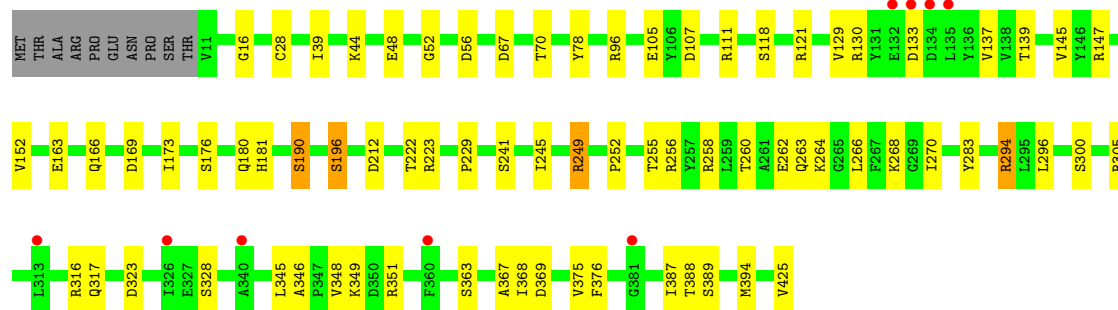 MET THR ALA ARG PRO GLU ASN PRO SER THR V11 G16 C28 I39 K44 E48 G52 D56 D67 T70 Y78 R96 E105 Y106 D107 R111 S118 R121 V129 R130 Y131 E132 D133 D134 L135 Y136 V137 V138 T139 V145 Y146 R147
V152 E163 Q166 D169 I173 S176 Q180 H181 S190 S196 D212 T222 R223 P229 S241 I245 R249 P252 T255 R256 Y257 R258 L259 T260 A261 E262 Q263 K264 G265 L266 F267 K268 G269 I270 Y283 R294 L295 L296 S300
L313 R316 Q317 D323 I326 E327 S328 A340 L345 A346 P347 V348 K349 D350 R351 F360 S363 A367 I368 D369 V375 F376 G381 I387 T388 S389 M394 V425